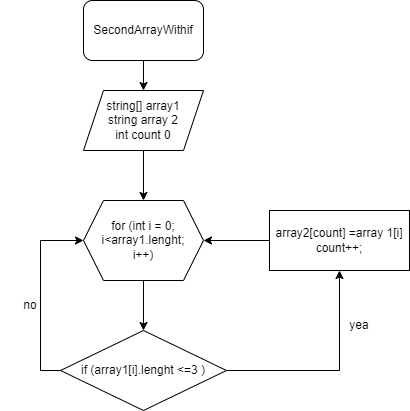 SecondArrayWithif
string[] array1
string array 2
int count 0
for (int i = 0;
i<array1.lenght;
i++)
array2[count] =array 1[i]
count++;
no
yea
if (array1[i].lenght <=3 )